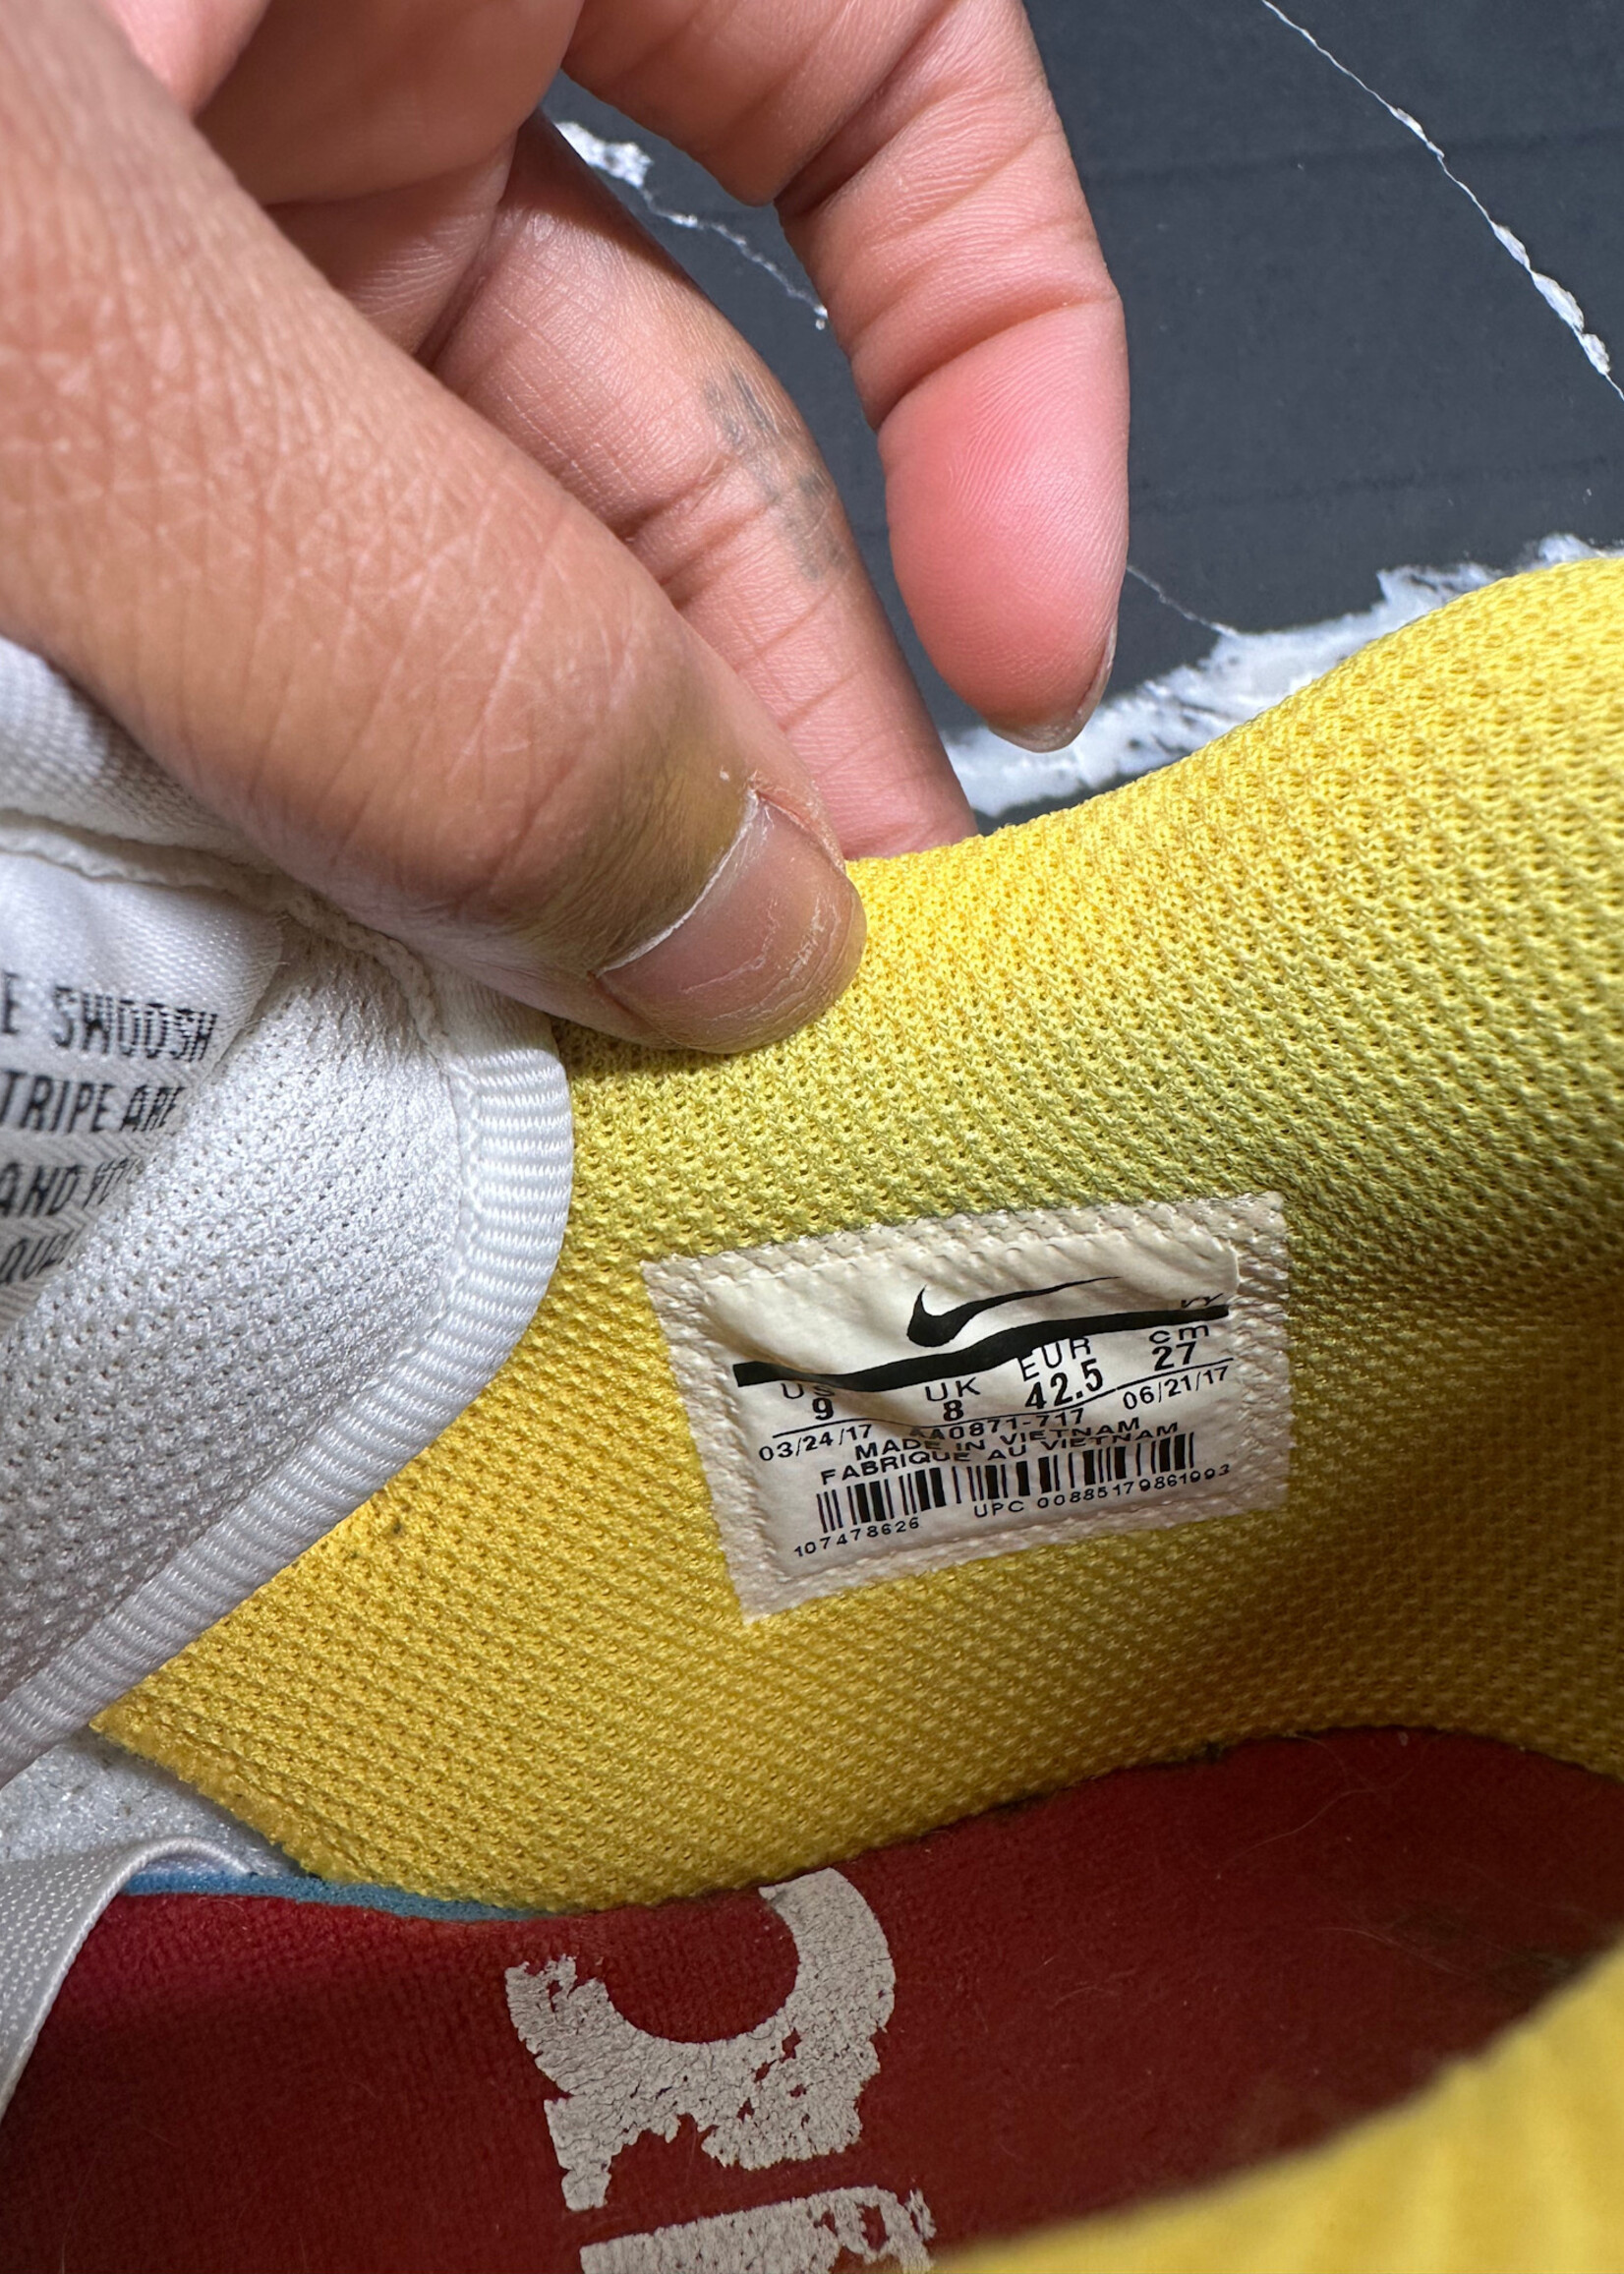 E SWOOSH
TRIPE ARE
AND
US UK EUR cm
9 8 42.5 27
03/24/17 AA0871-717 06/21/17
MADE IN VIETNAM
FABRIQUE AU VIETNAM
107478626 UPC 00885179861993